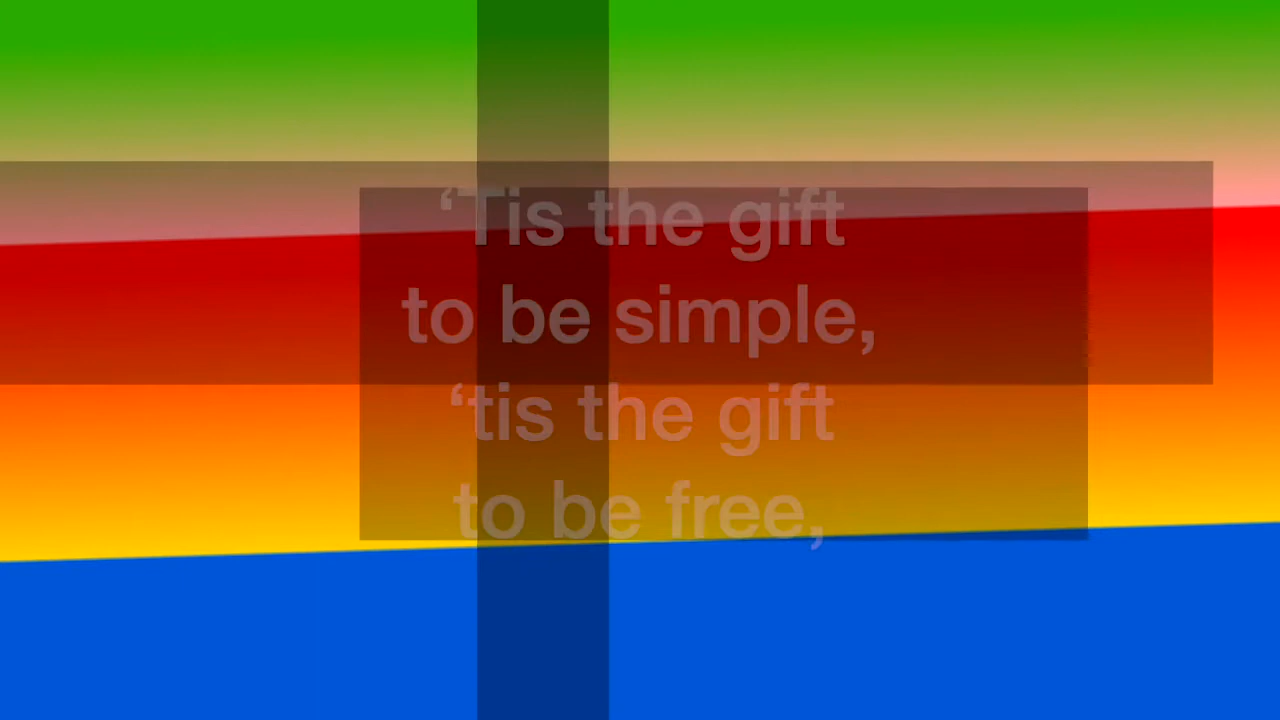 ‘Tis the gift
to be simple,
‘tis the gift
to be free,